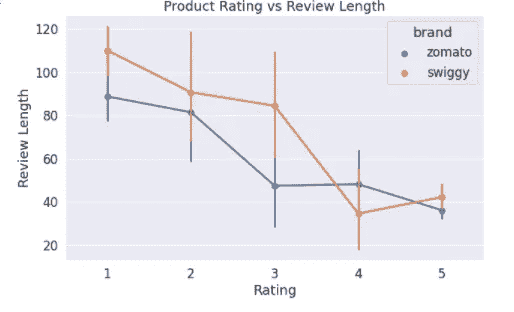 Product Rating vs Review Length
brand
zomato
swiggy
120
100
80
60
40
20
Review Length
1 2 3 4 5
Rating